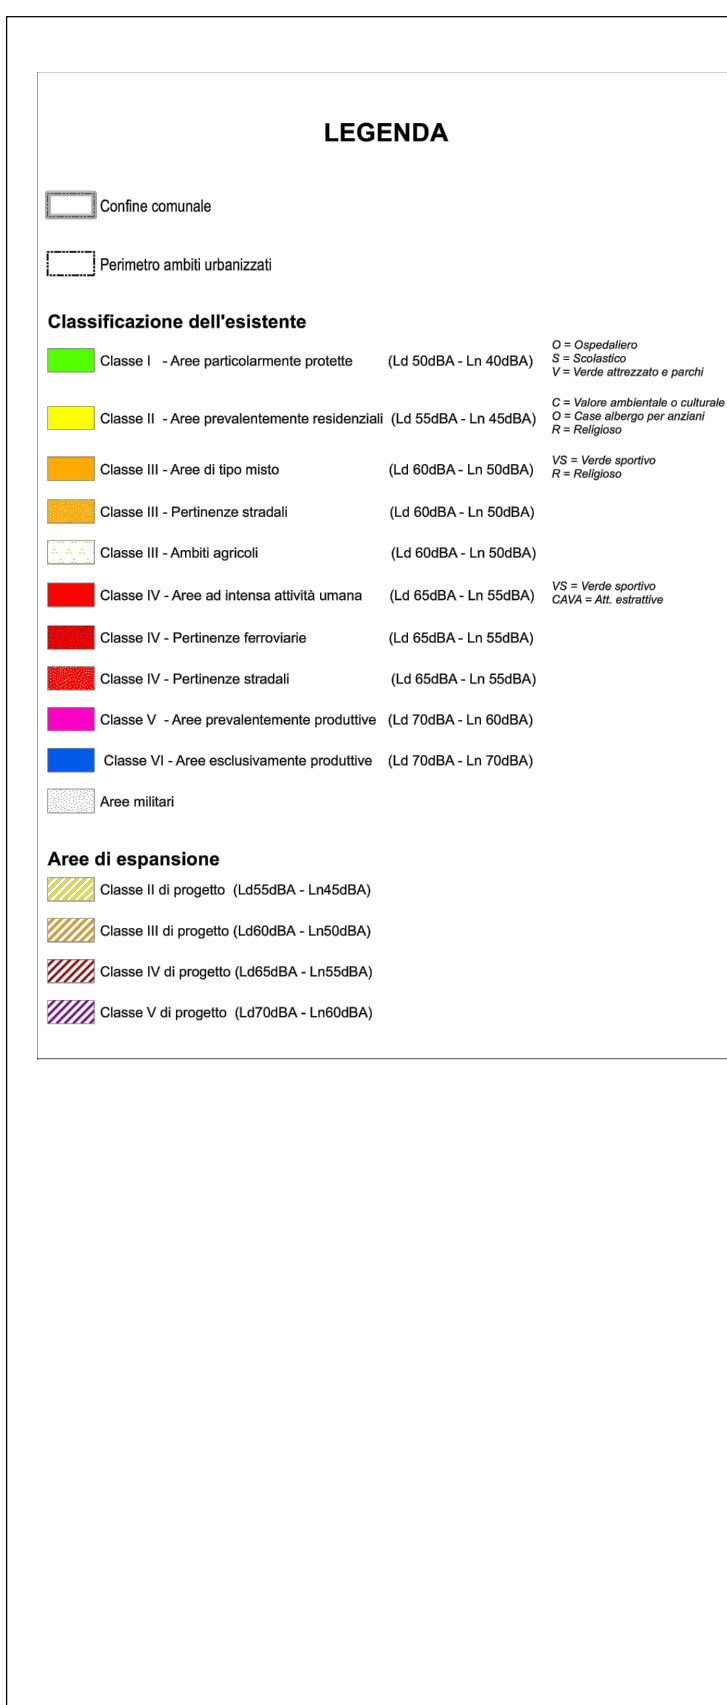 LEGENDA
Confine comunale
Perimetro ambiti urbanizzati
Classificazione dell'esistente
Classe I - Aree particolarmente protette (Ld 50dBA - Ln 40dBA)
O = Ospedaliero
S = Scolastico
V = Verde attrezzato e parchi
Classe II - Aree prevalentemente residenziali (Ld 55dBA - Ln 45dBA)
C = Valore ambientale o culturale
O = Case albergo per anziani
R = Religioso
Classe III - Aree di tipo misto (Ld 60dBA - Ln 50dBA)
VS = Verde sportivo
R = Religioso
Classe III - Pertinenze stradali (Ld 60dBA - Ln 50dBA)
Classe III - Ambiti agricoli (Ld 60dBA - Ln 50dBA)
Classe IV - Aree ad intensa attività umana (Ld 65dBA - Ln 55dBA)
VS = Verde sportivo
CAVA = Att. estrattive
Classe IV - Pertinenze ferroviarie (Ld 65dBA - Ln 55dBA)
Classe IV - Pertinenze stradali (Ld 65dBA - Ln 55dBA)
Classe V - Aree prevalentemente produttive (Ld 70dBA - Ln 60dBA)
Classe VI - Aree esclusivamente produttive (Ld 70dBA - Ln 70dBA)
Aree militari
Aree di espansione
Classe II di progetto (Ld55dBA - Ln45dBA)
Classe III di progetto (Ld60dBA - Ln50dBA)
Classe IV di progetto (Ld65dBA - Ln55dBA)
Classe V di progetto (Ld70dBA - Ln60dBA)